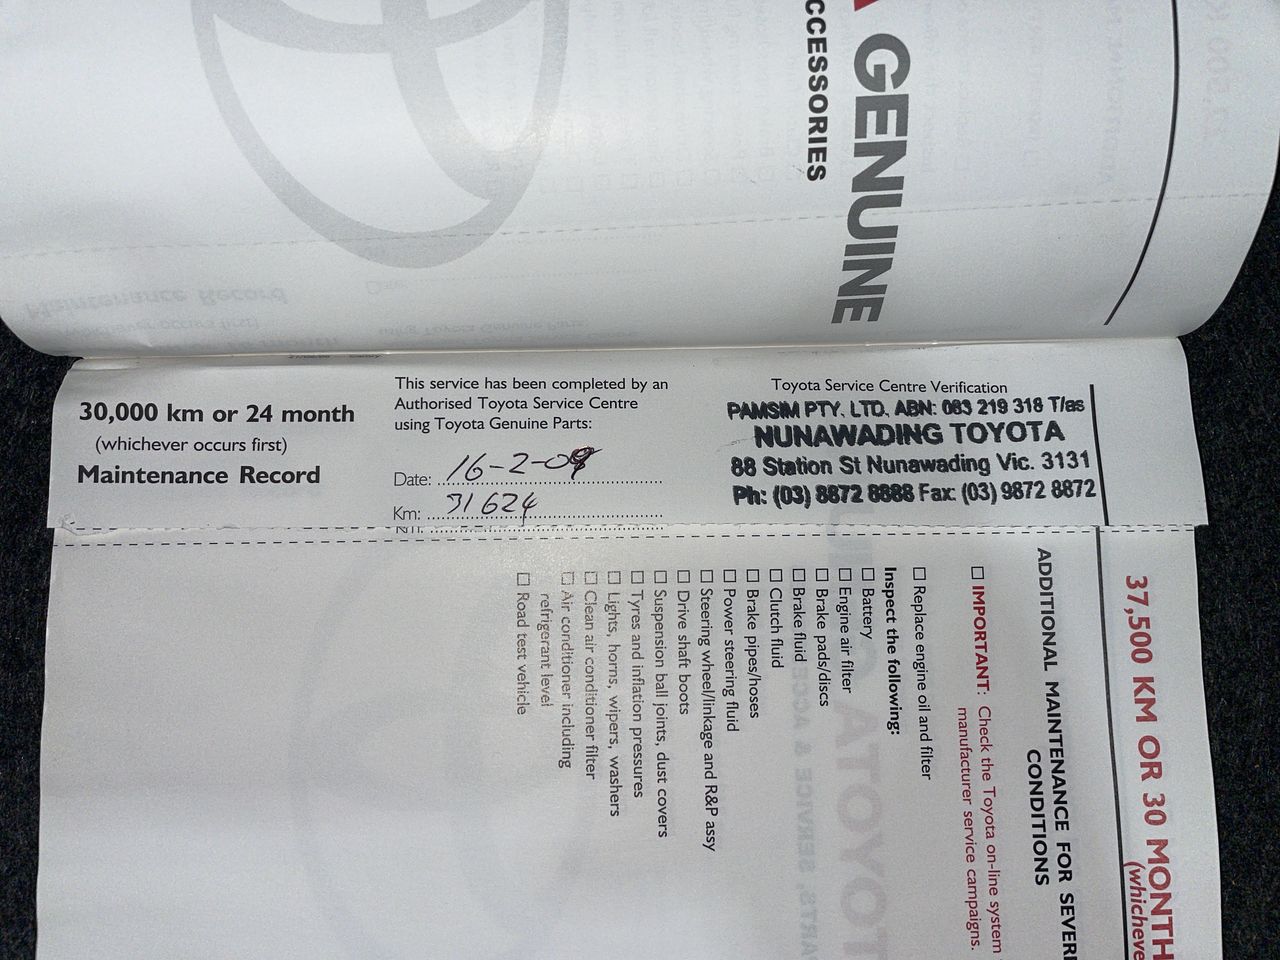 GENUINE
CCESSORIES
30,000 km or 24 month
(whichever occurs first)
Maintenance Record
This service has been completed by an
Authorised Toyota Service Centre
using Toyota Genuine Parts:
Date: 16-2-09
Km: 31624
Toyota Service Centre Verification
PAMSIM PTY. LTD. ABN: 083 219 318 T/as
NUNAWADING TOYOTA
88 Station St Nunawading Vic. 3131
Ph: (03) 8872 8888 Fax: (03) 9872 8872
37,500 KM OR 30 MONTH
(whicheve
ADDITIONAL MAINTENANCE FOR SEVER
CONDITIONS
☐ IMPORTANT: Check the Toyota on-line system
manufacturer service campaigns.
☐ Replace engine oil and filter
Inspect the following:
☐ Battery
☐ Engine air filter
☐ Brake pads/discs
☐ Brake fluid
☐ Clutch fluid
☐ Brake pipes/hoses
☐ Power steering fluid
☐ Steering wheel/linkage and R&P assy
☐ Drive shaft boots
☐ Suspension ball joints, dust covers
☐ Tyres and inflation pressures
☐ Lights, horns, wipers, washers
☐ Clean air conditioner filter
☐ Air conditioner including
refrigerant level
☐ Road test vehicle